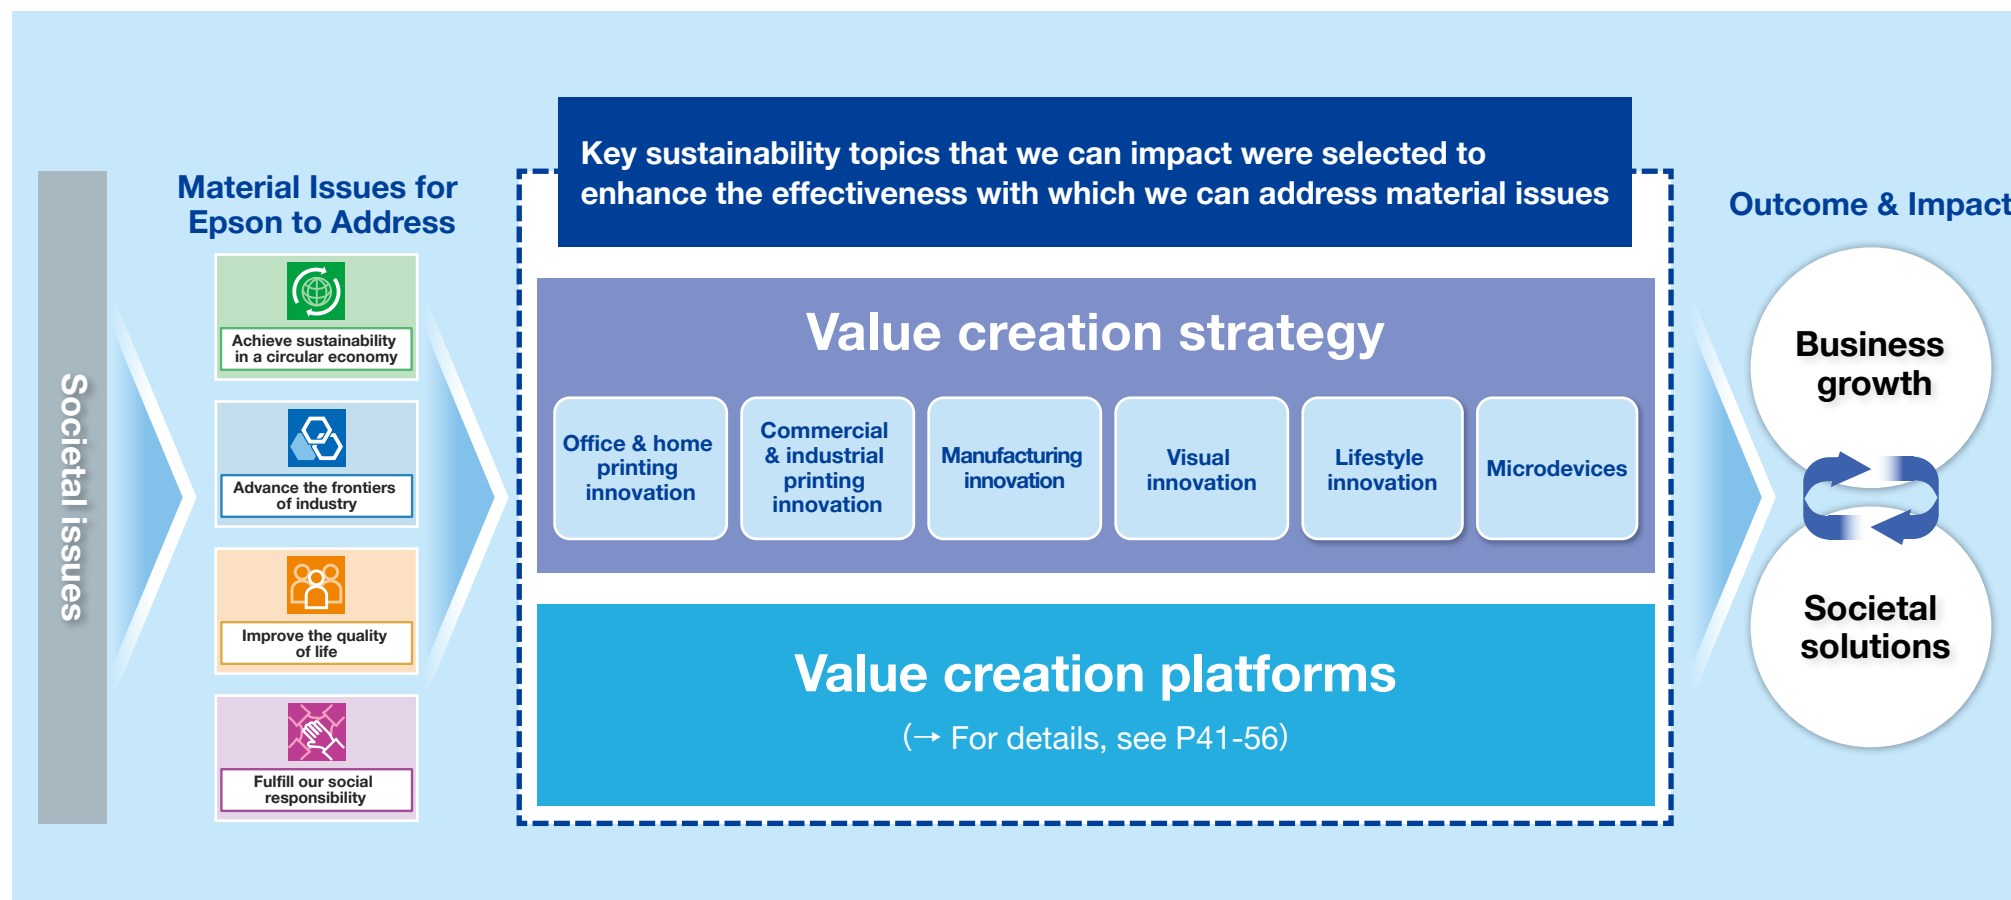 Societal issues
Material Issues for
Epson to Address
Achieve sustainability
in a circular economy
Advance the frontiers
of industry
Improve the quality
of life
Fulfill our social
responsibility
Key sustainability topics that we can impact were selected to
enhance the effectiveness with which we can address material issues
Value creation strategy
Office & home
printing
innovation
Commercial
& industrial
printing
innovation
Manufacturing
innovation
Visual
innovation
Lifestyle
innovation
Microdevices
Value creation platforms
(→ For details, see P41-56)
Outcome & Impact
Business
growth
Societal
solutions